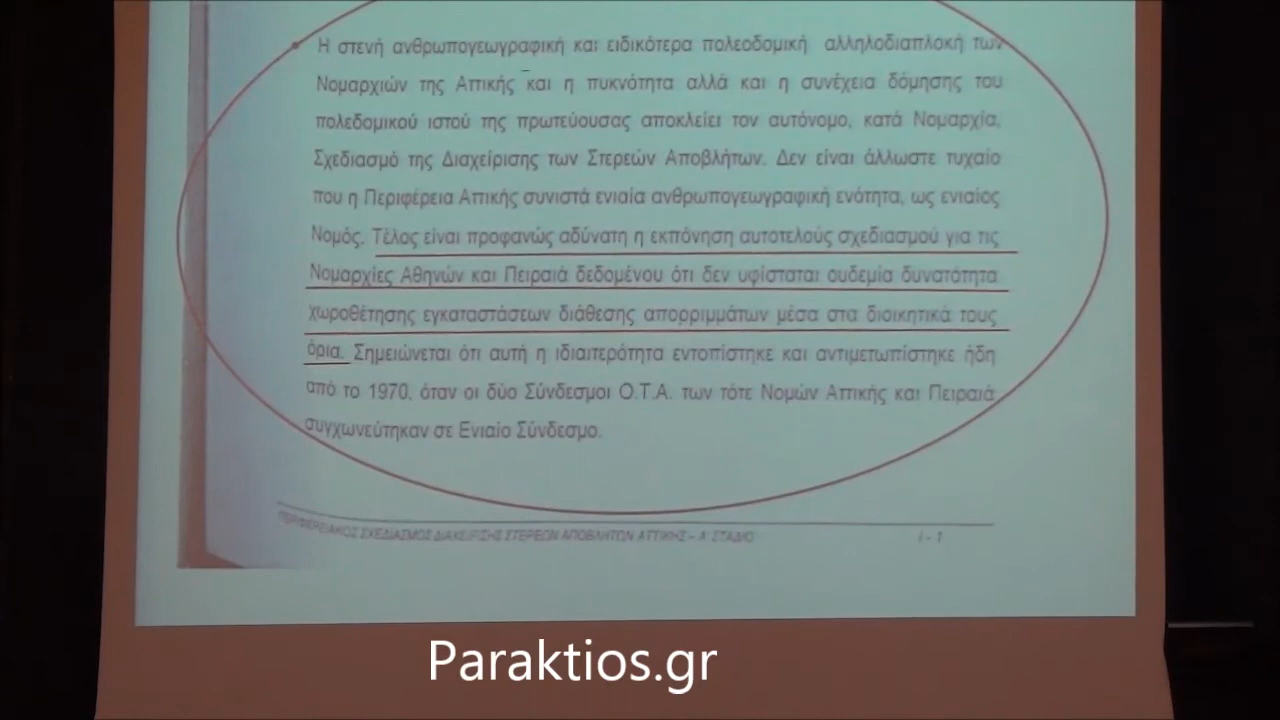 • Η στενή ανθρωπογεωγραφική και ειδικότερα πολεοδομική αλληλοδιαπλοκή των
Νομαρχιών της Αττικής και η πυκνότητα αλλά και η συνέχεια δόμησης του
πολεδομικού ιστού της πρωτεύουσας αποκλείει τον αυτόνομο, κατά Νομαρχία,
Σχεδιασμό της Διαχείρισης των Στερεών Αποβλήτων. Δεν είναι άλλωστε τυχαίο
που η Περιφέρεια Αττικής συνιστά ενιαία ανθρωπογεωγραφική ενότητα, ως ενιαίος
Νομός. Τέλος είναι προφανώς αδύνατη η εκπόνηση αυτοτελούς σχεδιασμού για τις
Νομαρχίες Αθηνών και Πειραιά δεδομένου ότι δεν υφίσταται ουδεμία δυνατότητα
χωροθέτησης εγκαταστάσεων διάθεσης απορριμμάτων μέσα στα διοικητικά τους
όρια. Σημειώνεται ότι αυτή η ιδιαιτερότητα εντοπίστηκε και αντιμετωπίστηκε ήδη
από το 1970, όταν οι δύο Σύνδεσμοι Ο.Τ.Α. των τότε Νομών Αττικής και Πειραιά
συγχωνεύτηκαν σε Ενιαίο Σύνδεσμο.
ΠΕΡΙΦΕΡΕΙΑΚΟΣ ΣΧΕΔΙΑΣΜΟΣ ΔΙΑΧΕΙΡΙΣΗΣ ΣΤΕΡΕΩΝ ΑΠΟΒΛΗΤΩΝ ΑΤΤΙΚΗΣ – Α' ΣΤΑΔΙΟ i - 1
Paraktios.gr